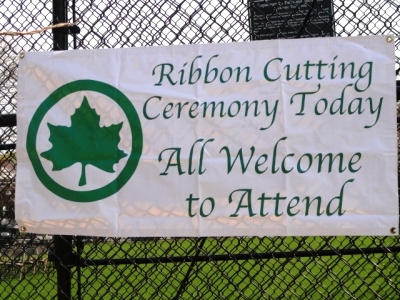 Ribbon Cutting
Ceremony Today
All Welcome
to Attend